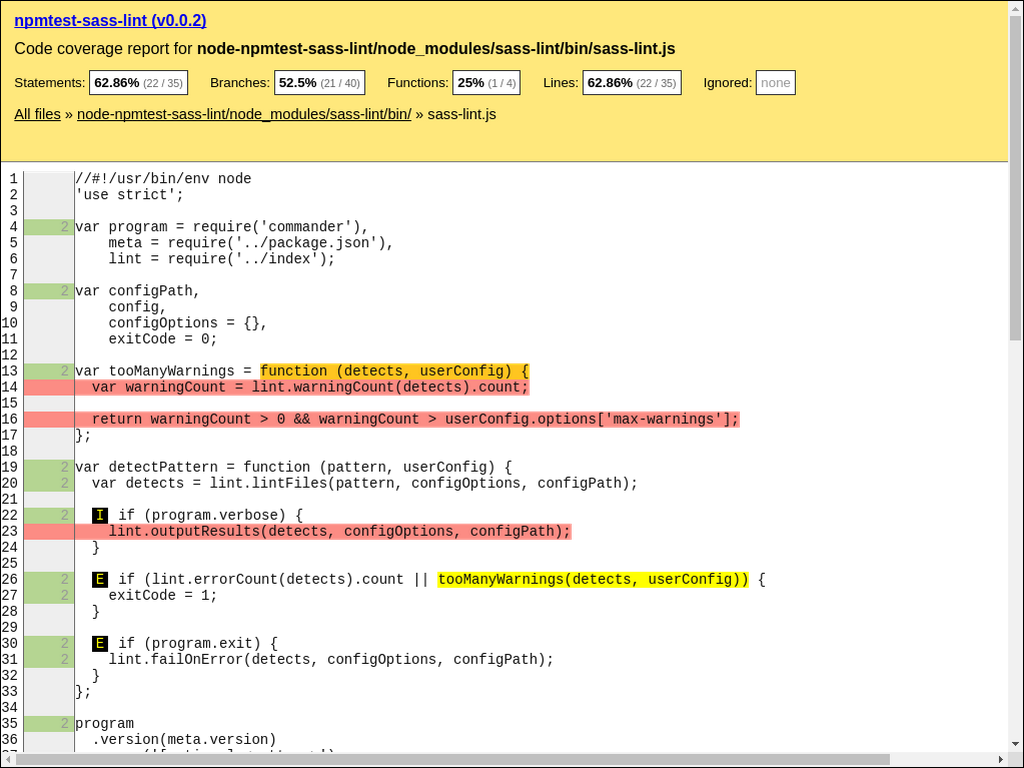 npmtest-sass-lint (v0.0.2)
Code coverage report for node-npmtest-sass-lint/node_modules/sass-lint/bin/sass-lint.js
Statements: 62.86% (22 / 35) Branches: 52.5% (21 / 40) Functions: 25% (1 / 4) Lines: 62.86% (22 / 35) Ignored: none
All files » node-npmtest-sass-lint/node_modules/sass-lint/bin/ » sass-lint.js
1 //#!/usr/bin/env node
2 'use strict';
3
4 2 var program = require('commander'),
5 meta = require('../package.json'),
6 lint = require('../index');
7
8 2 var configPath,
9 config,
10 configOptions = {},
11 exitCode = 0;
12
13 2 var tooManyWarnings = function (detects, userConfig) {
14 var warningCount = lint.warningCount(detects).count;
15
16 return warningCount > 0 && warningCount > userConfig.options['max-warnings'];
17 };
18
19 2 var detectPattern = function (pattern, userConfig) {
20 2 var detects = lint.lintFiles(pattern, configOptions, configPath);
21
22 2 I if (program.verbose) {
23 lint.outputResults(detects, configOptions, configPath);
24 }
25
26 2 E if (lint.errorCount(detects).count || tooManyWarnings(detects, userConfig)) {
27 2 exitCode = 1;
28 }
29
30 2 E if (program.exit) {
31 2 lint.failOnError(detects, configOptions, configPath);
32 }
33 };
34
35 2 program
36 .version(meta.version)